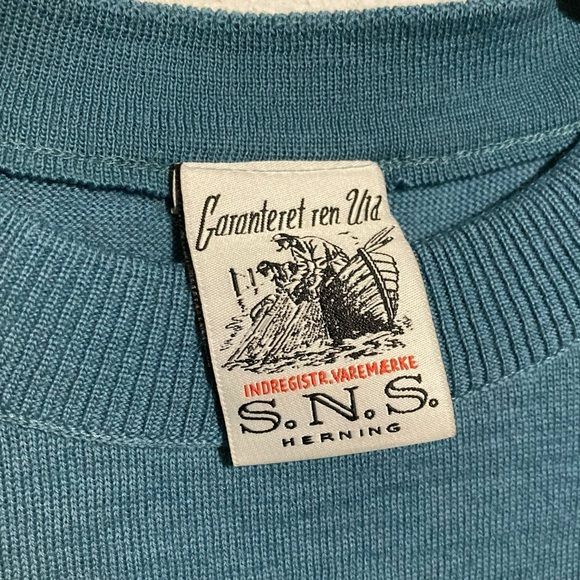 Garanteret ren Uld
INDREGISTR. VAREMÆRKE
S.N.S.
HERNING